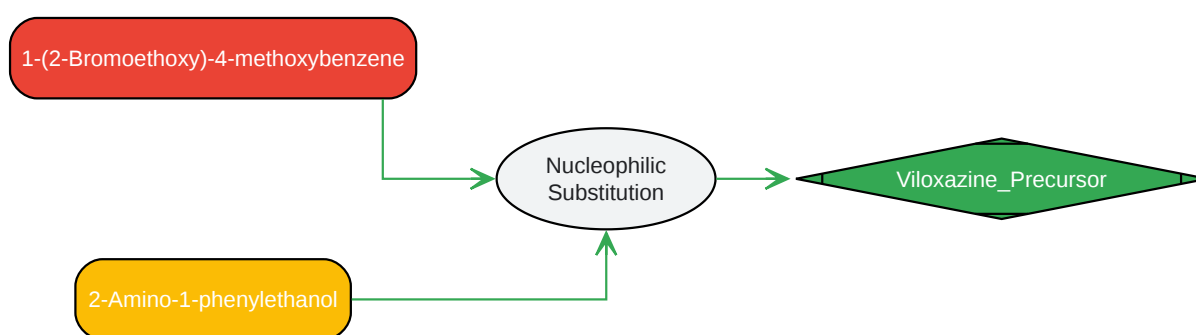 1-(2-Bromoethoxy)-4-methoxybenzene
Nucleophilic
Substitution
Viloxazine_Precursor
2-Amino-1-phenylethanol